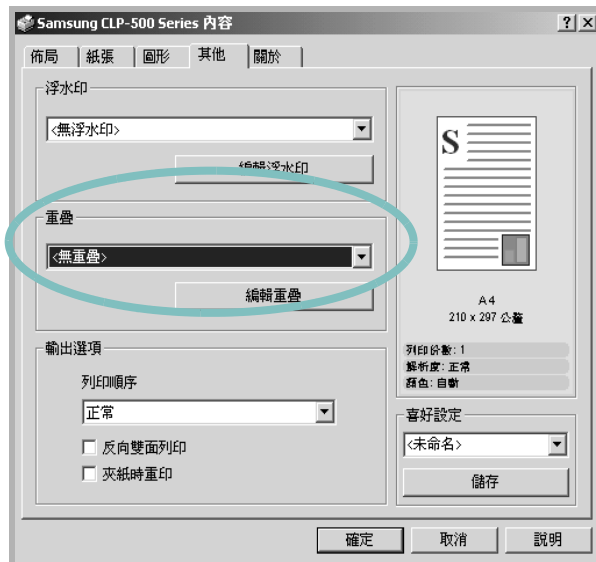 Samsung CLP-500 Series 內容
佈局 紙張 圖形 其他 關於
浮水印
<無浮水印>
編輯浮水印
重疊
<無重疊>
編輯重疊
輸出選項
列印順序
正常
反向雙面列印
夾紙時重印
S
A4
210 x 297 公釐
列印份數: 1
解析度: 正常
顏色: 自動
喜好設定
<未命名>
儲存
確定 取消 說明